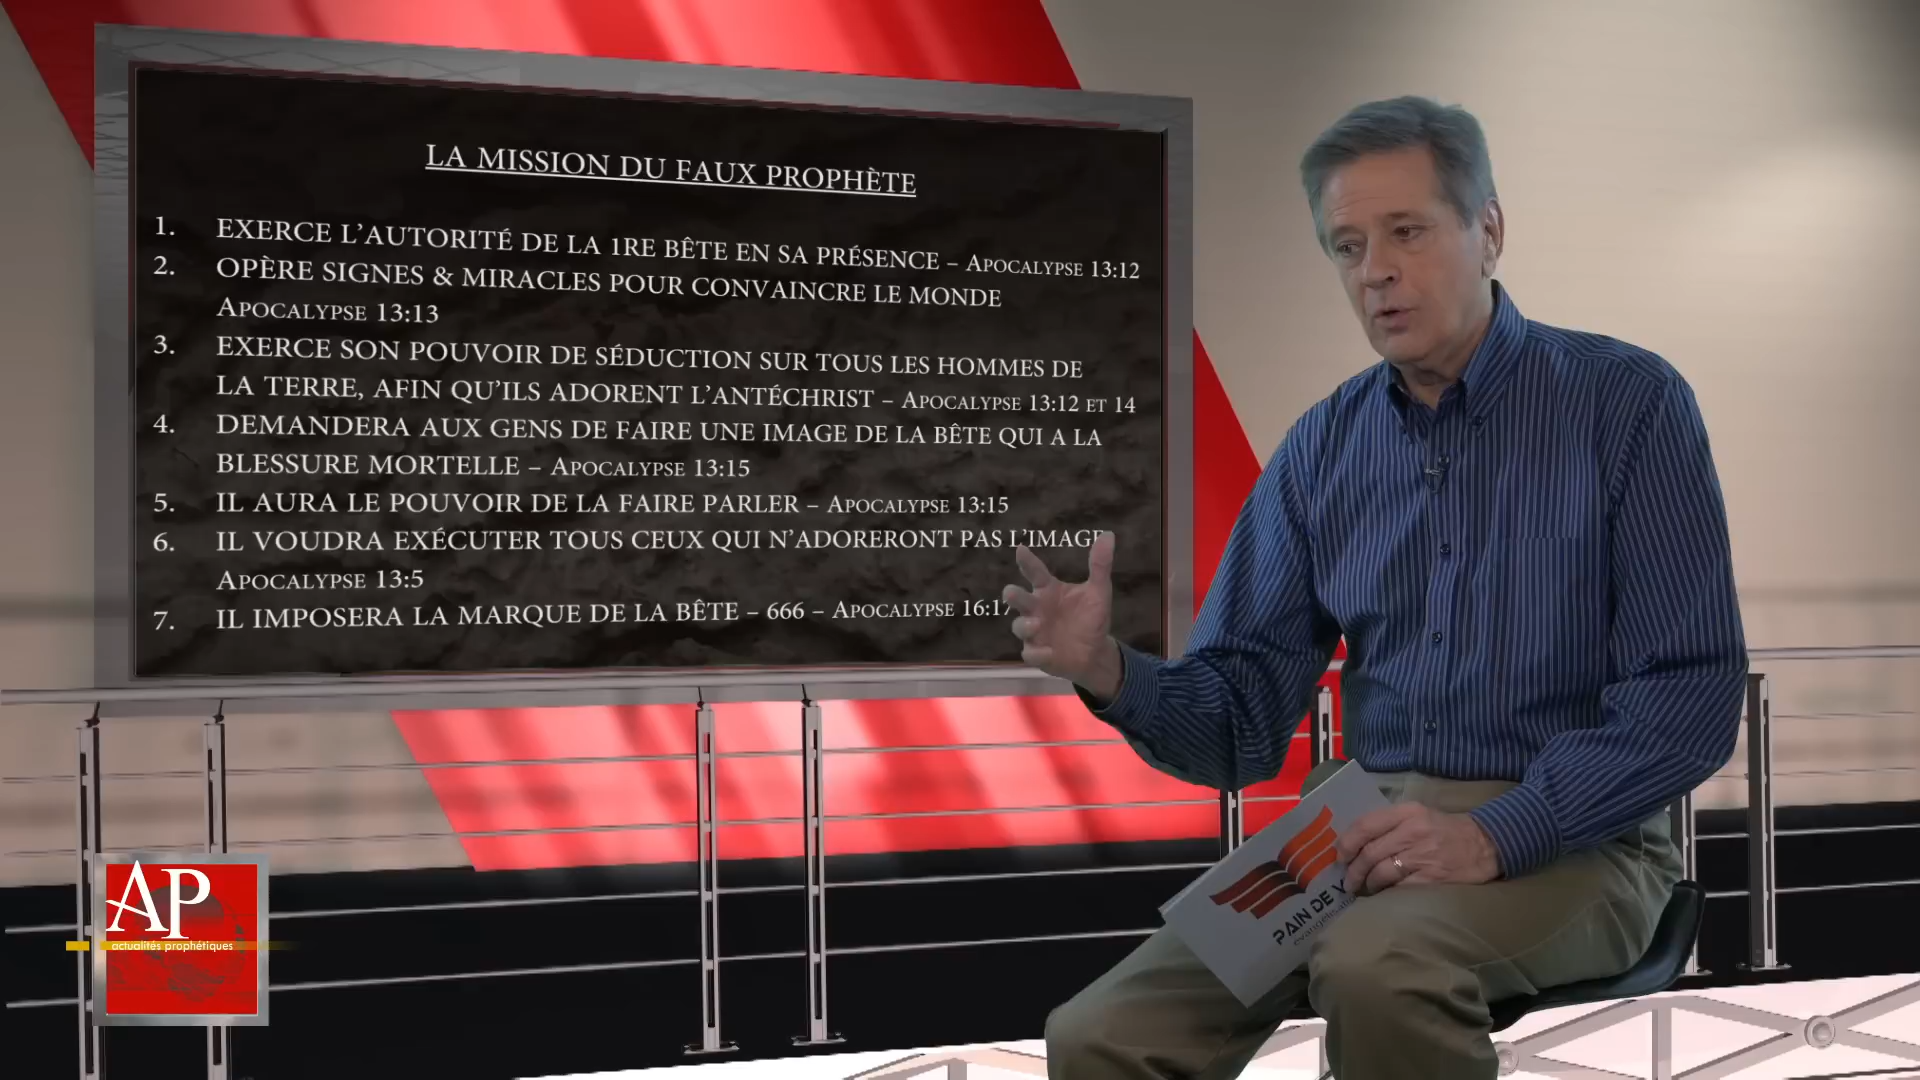 LA MISSION DU FAUX PROPHÈTE
1. EXERCE L'AUTORITÉ DE LA 1RE BÊTE EN SA PRÉSENCE – APOCALYPSE 13:12
2. OPÈRE SIGNES & MIRACLES POUR CONVAINCRE LE MONDE
APOCALYPSE 13:13
3. EXERCE SON POUVOIR DE SÉDUCTION SUR TOUS LES HOMMES DE
LA TERRE, AFIN QU'ILS ADORENT L'ANTÉCHRIST – APOCALYPSE 13:12 ET 14
4. DEMANDERA AUX GENS DE FAIRE UNE IMAGE DE LA BÊTE QUI A LA
BLESSURE MORTELLE – APOCALYPSE 13:15
5. IL AURA LE POUVOIR DE LA FAIRE PARLER – APOCALYPSE 13:15
6. IL VOUDRA EXÉCUTER TOUS CEUX QUI N'ADORERONT PAS L'IMAGE
APOCALYPSE 13:5
7. IL IMPOSERA LA MARQUE DE LA BÊTE – 666 – APOCALYPSE 16:17
PAIN DE
AP
actualités prophétiques